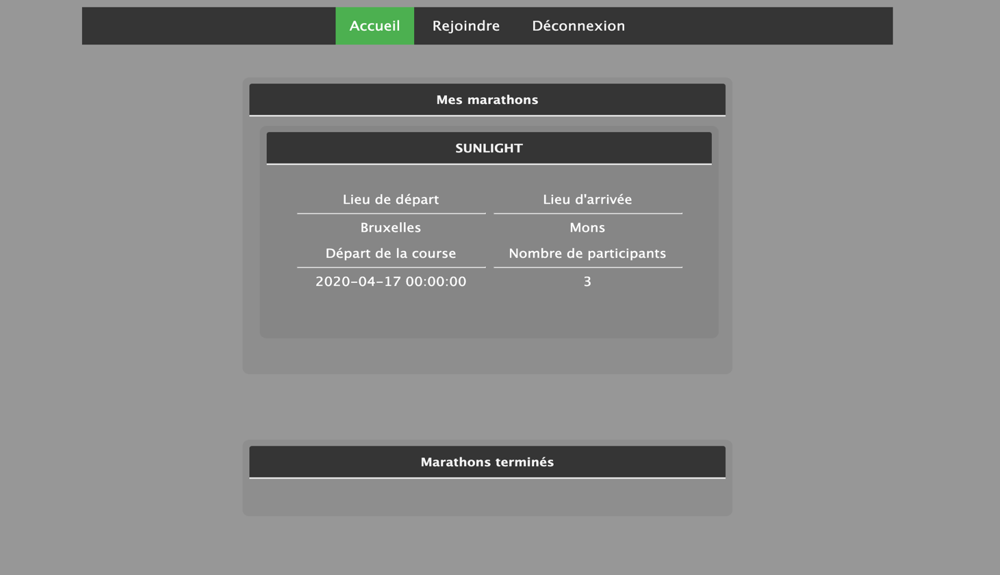 Accueil Rejoindre Déconnexion
Mes marathons
SUNLIGHT
Lieu de départ Lieu d'arrivée
Bruxelles Mons
Départ de la course Nombre de participants
2020-04-17 00:00:00 3
Marathons terminés